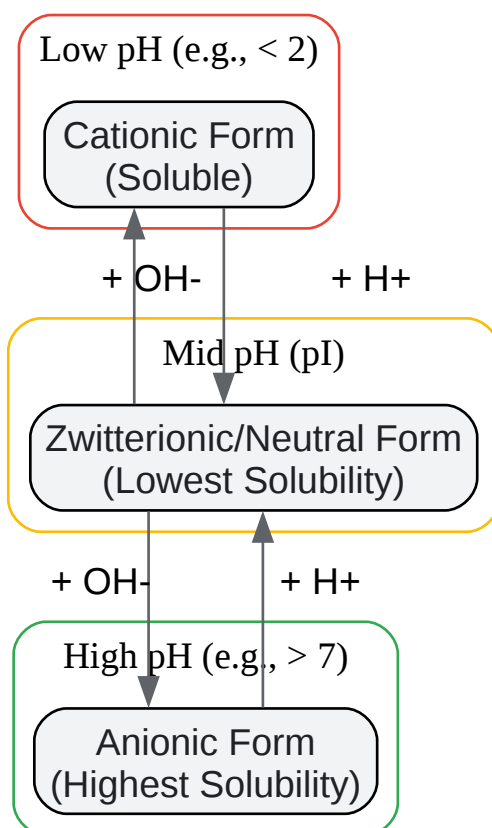 Low pH (e.g., < 2)
Cationic Form
(Soluble)
+ OH-
+ H+
Mid pH (pI)
Zwitterionic/Neutral Form
(Lowest Solubility)
+ OH-
+ H+
High pH (e.g., > 7)
Anionic Form
(Highest Solubility)